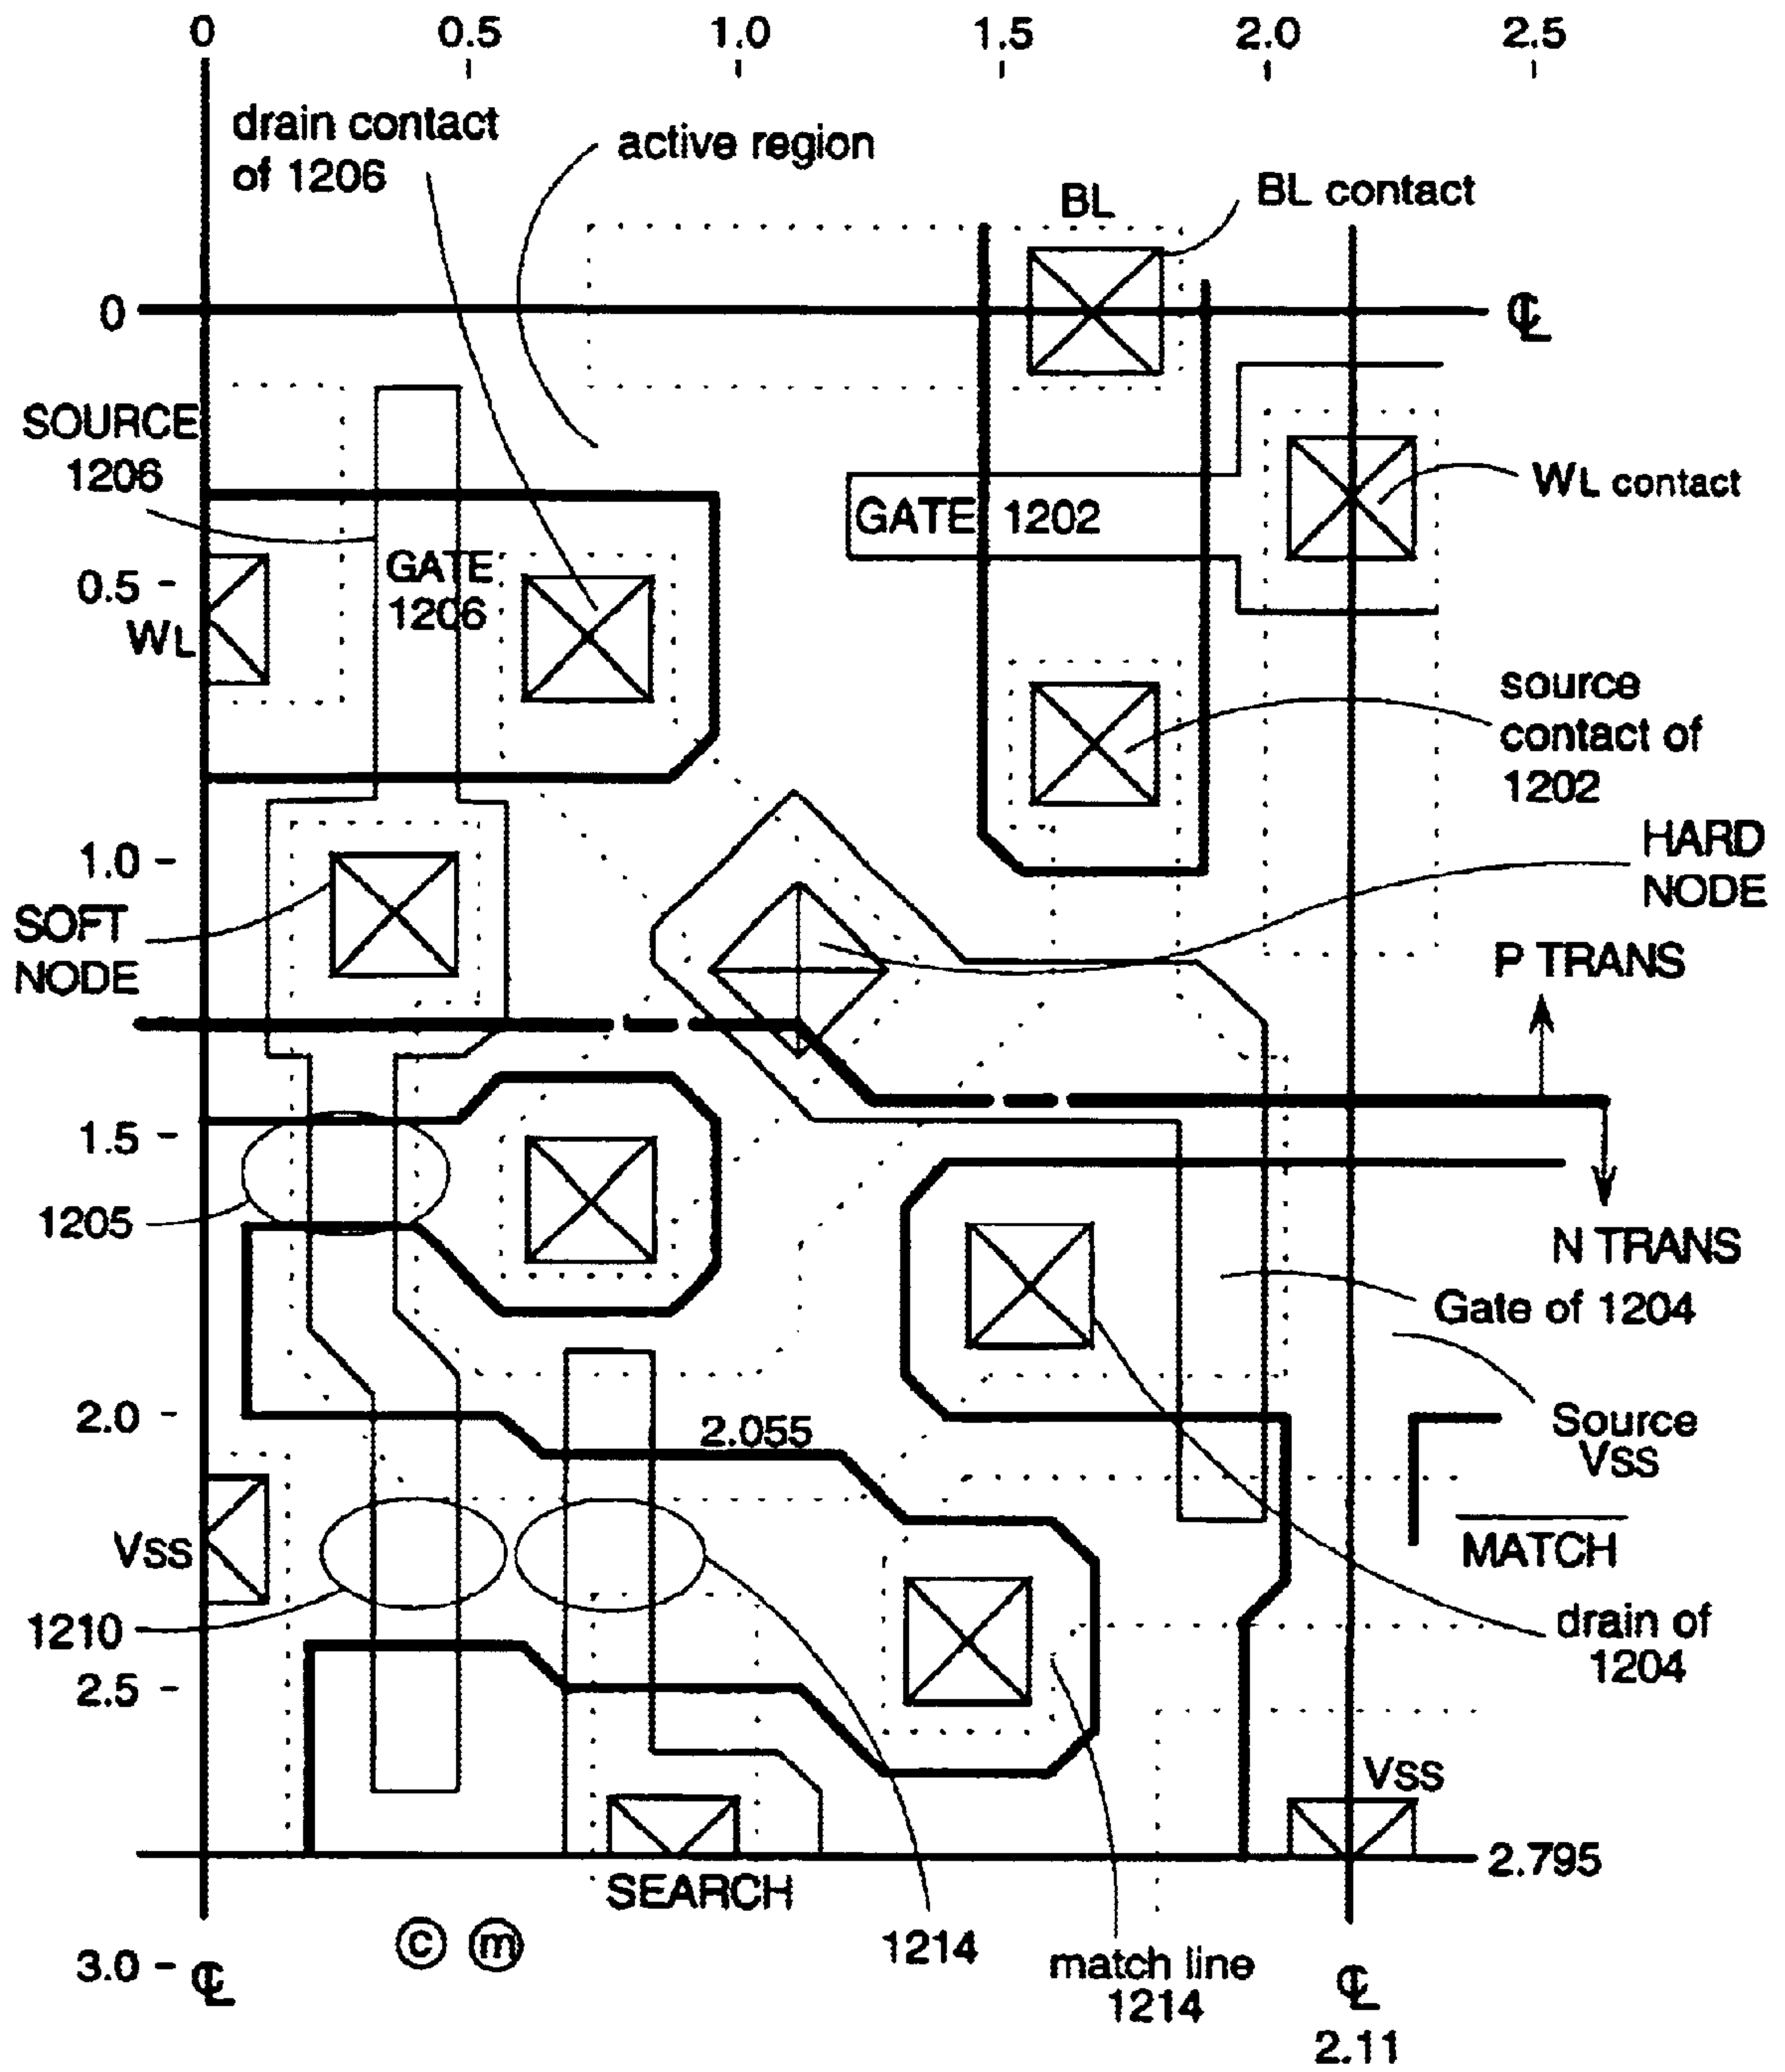 0 0.5 1.0 1.5 2.0 2.5
drain contact
of 1206
active region
BL
BL contact
0
℄
SOURCE
1206
WL contact
GATE 1202
GATE
1206
0.5
WL
source
contact of
1202
1.0
HARD
NODE
SOFT
NODE
P TRANS
1.5
1205
N TRANS
Gate of 1204
2.0
2.055
Source
VSS
VSS
MATCH
1210
drain of
1204
2.5
VSS
2.795
SEARCH
ⓒ ⓜ
1214
match line
1214
3.0
℄
℄
2.11